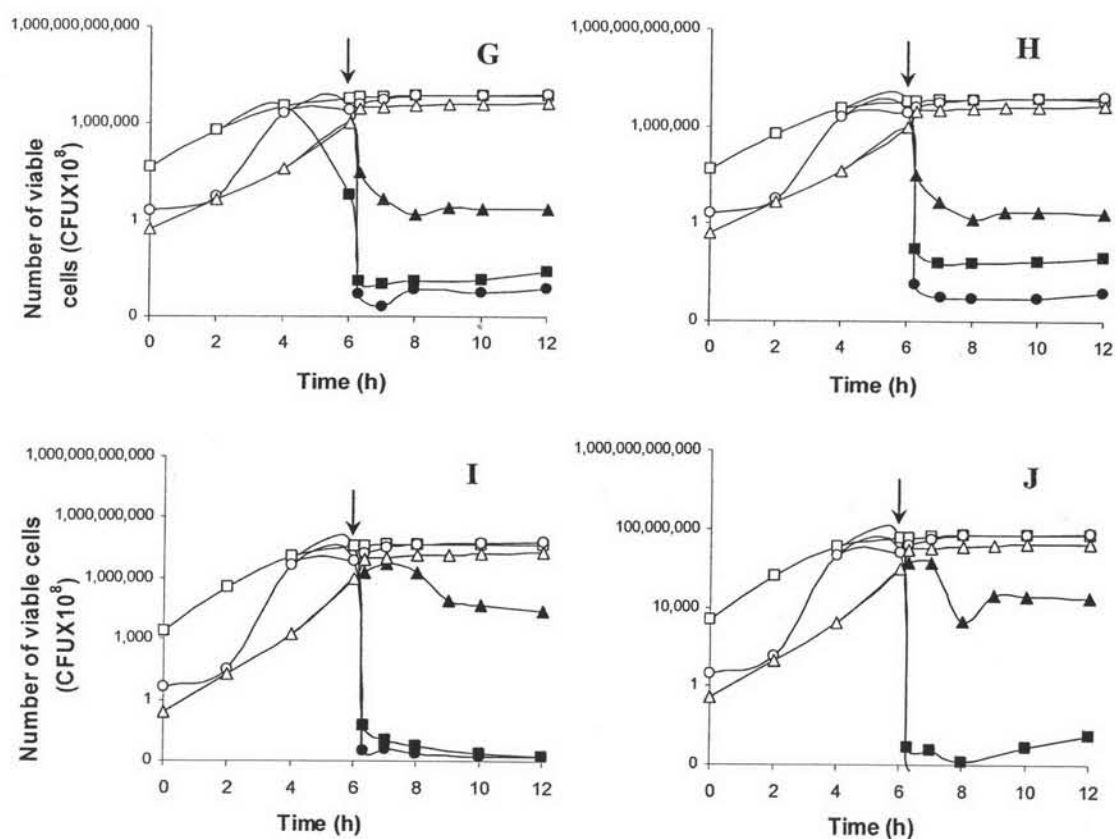 1,000,000,000,000
1,000,000
1
0
0 2 4 6 8 10 12
Time (h)
Number of viable
cells (CFUX10⁸)
G
1,000,000,000,000
1,000,000
1
0
0 2 4 6 8 10 12
Time (h)
H
1,000,000,000,000
1,000,000,000
1,000,000
1,000
1
0
0 2 4 6 8 10 12
Time (h)
Number of viable cells
(CFUX10⁸)
I
1,000,000,000,000
100,000,000
10,000
1
0
0 2 4 6 8 10 12
Time (h)
J